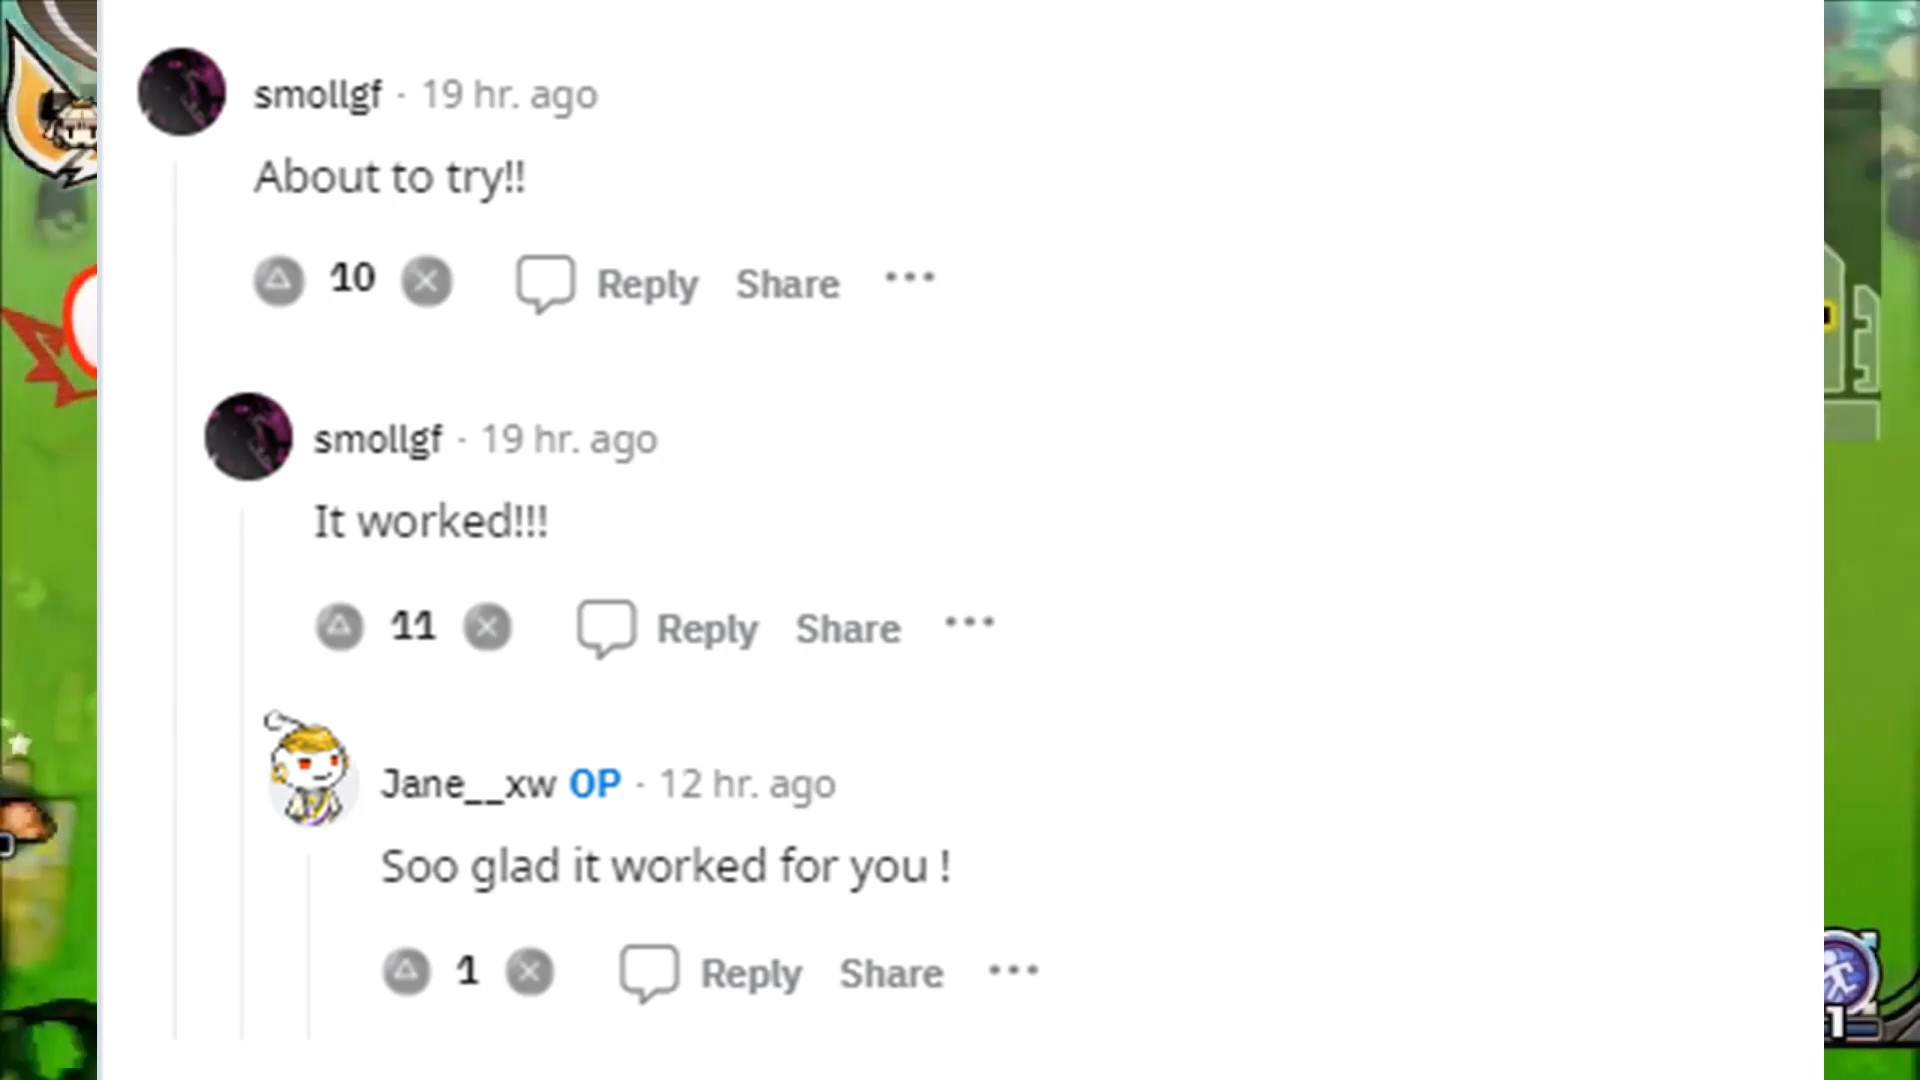 smollgf · 19 hr. ago
About to try!!
10 Reply Share ···
smollgf · 19 hr. ago
It worked!!!
11 Reply Share ···
Jane__xw OP · 12 hr. ago
Soo glad it worked for you !
1 Reply Share ···
1